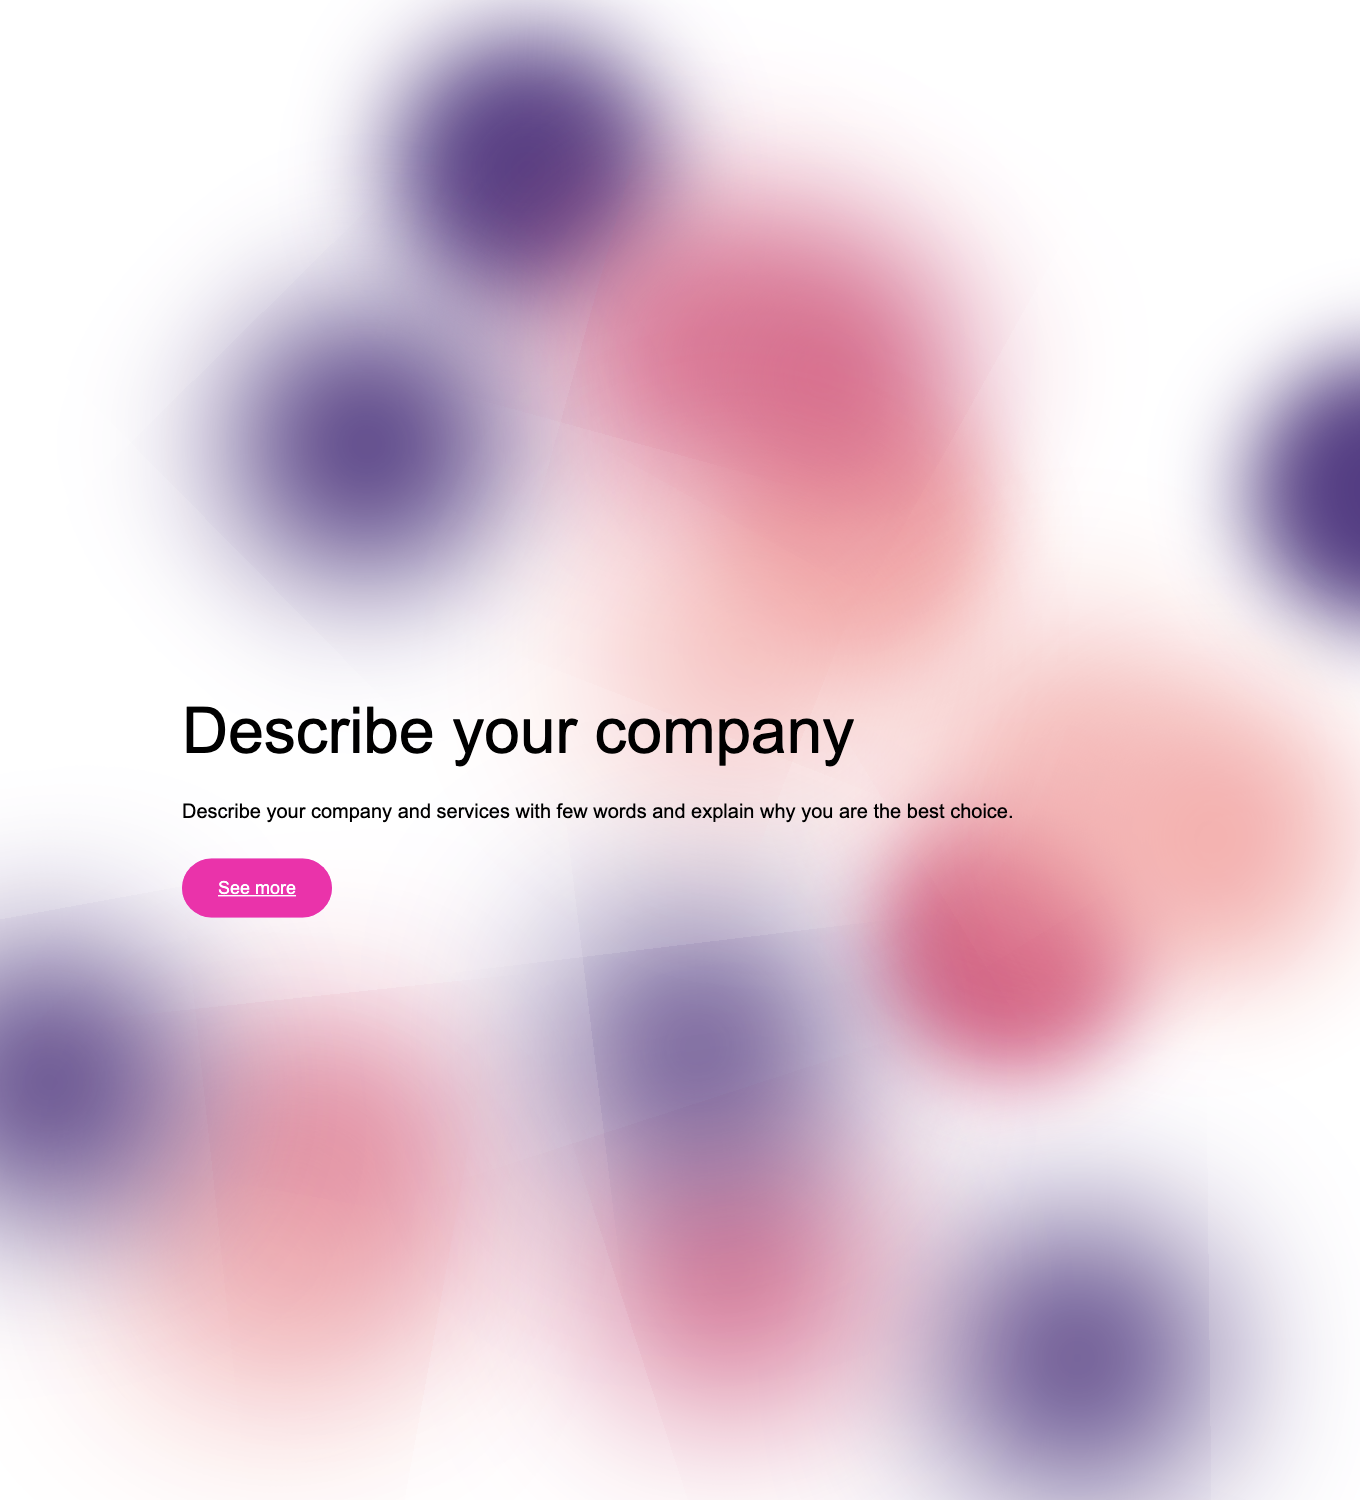 Describe your company
Describe your company and services with few words and explain why you are the best choice.
See more